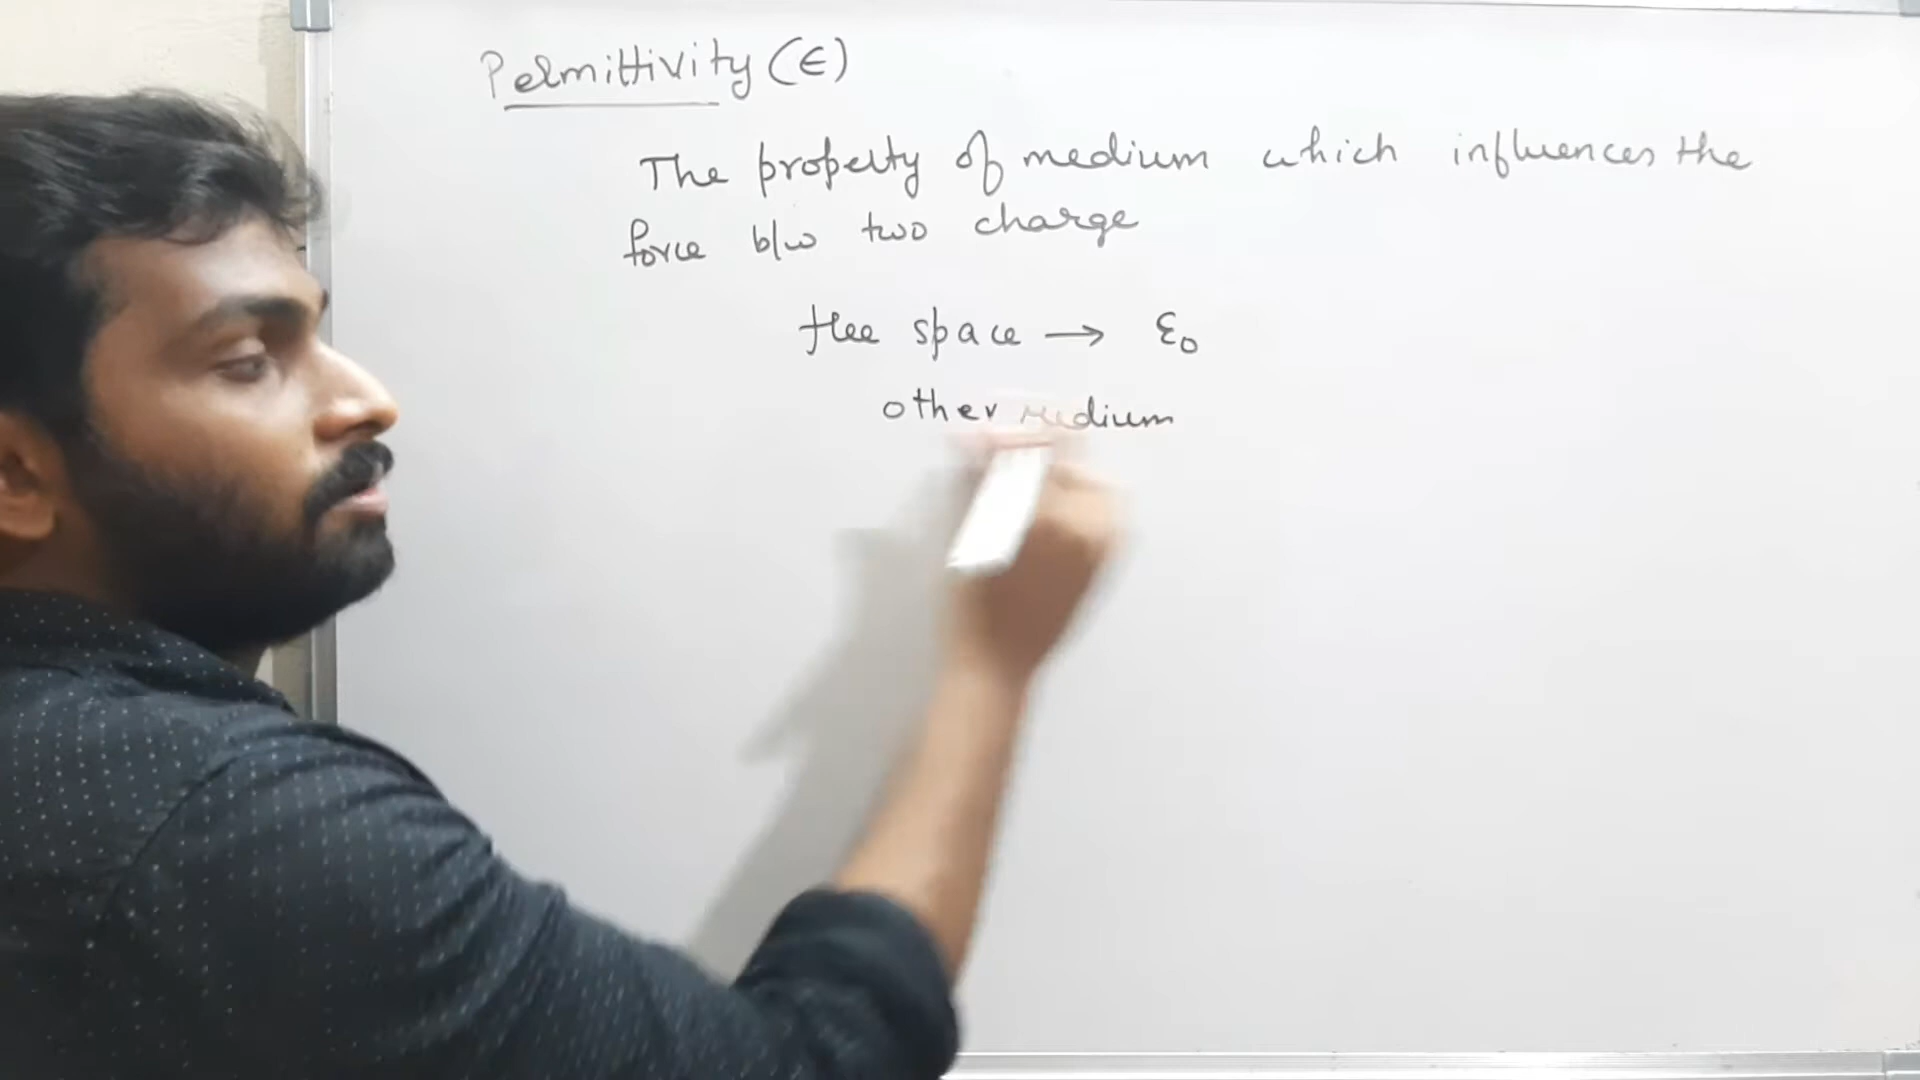 Permittivity (ϵ)
The property of medium which influences the
force b/w two charge
free space → ε₀
other medium